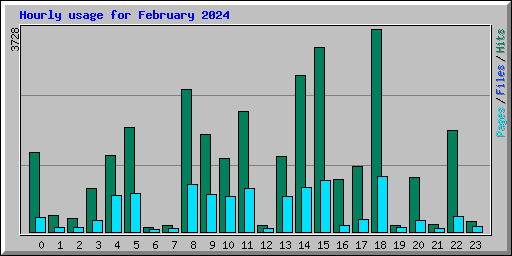 Hourly usage for February 2024
3728
Pages/Files/Hits
0 1 2 3 4 5 6 7 8 9 10 11 12 13 14 15 16 17 18 19 20 21 22 23